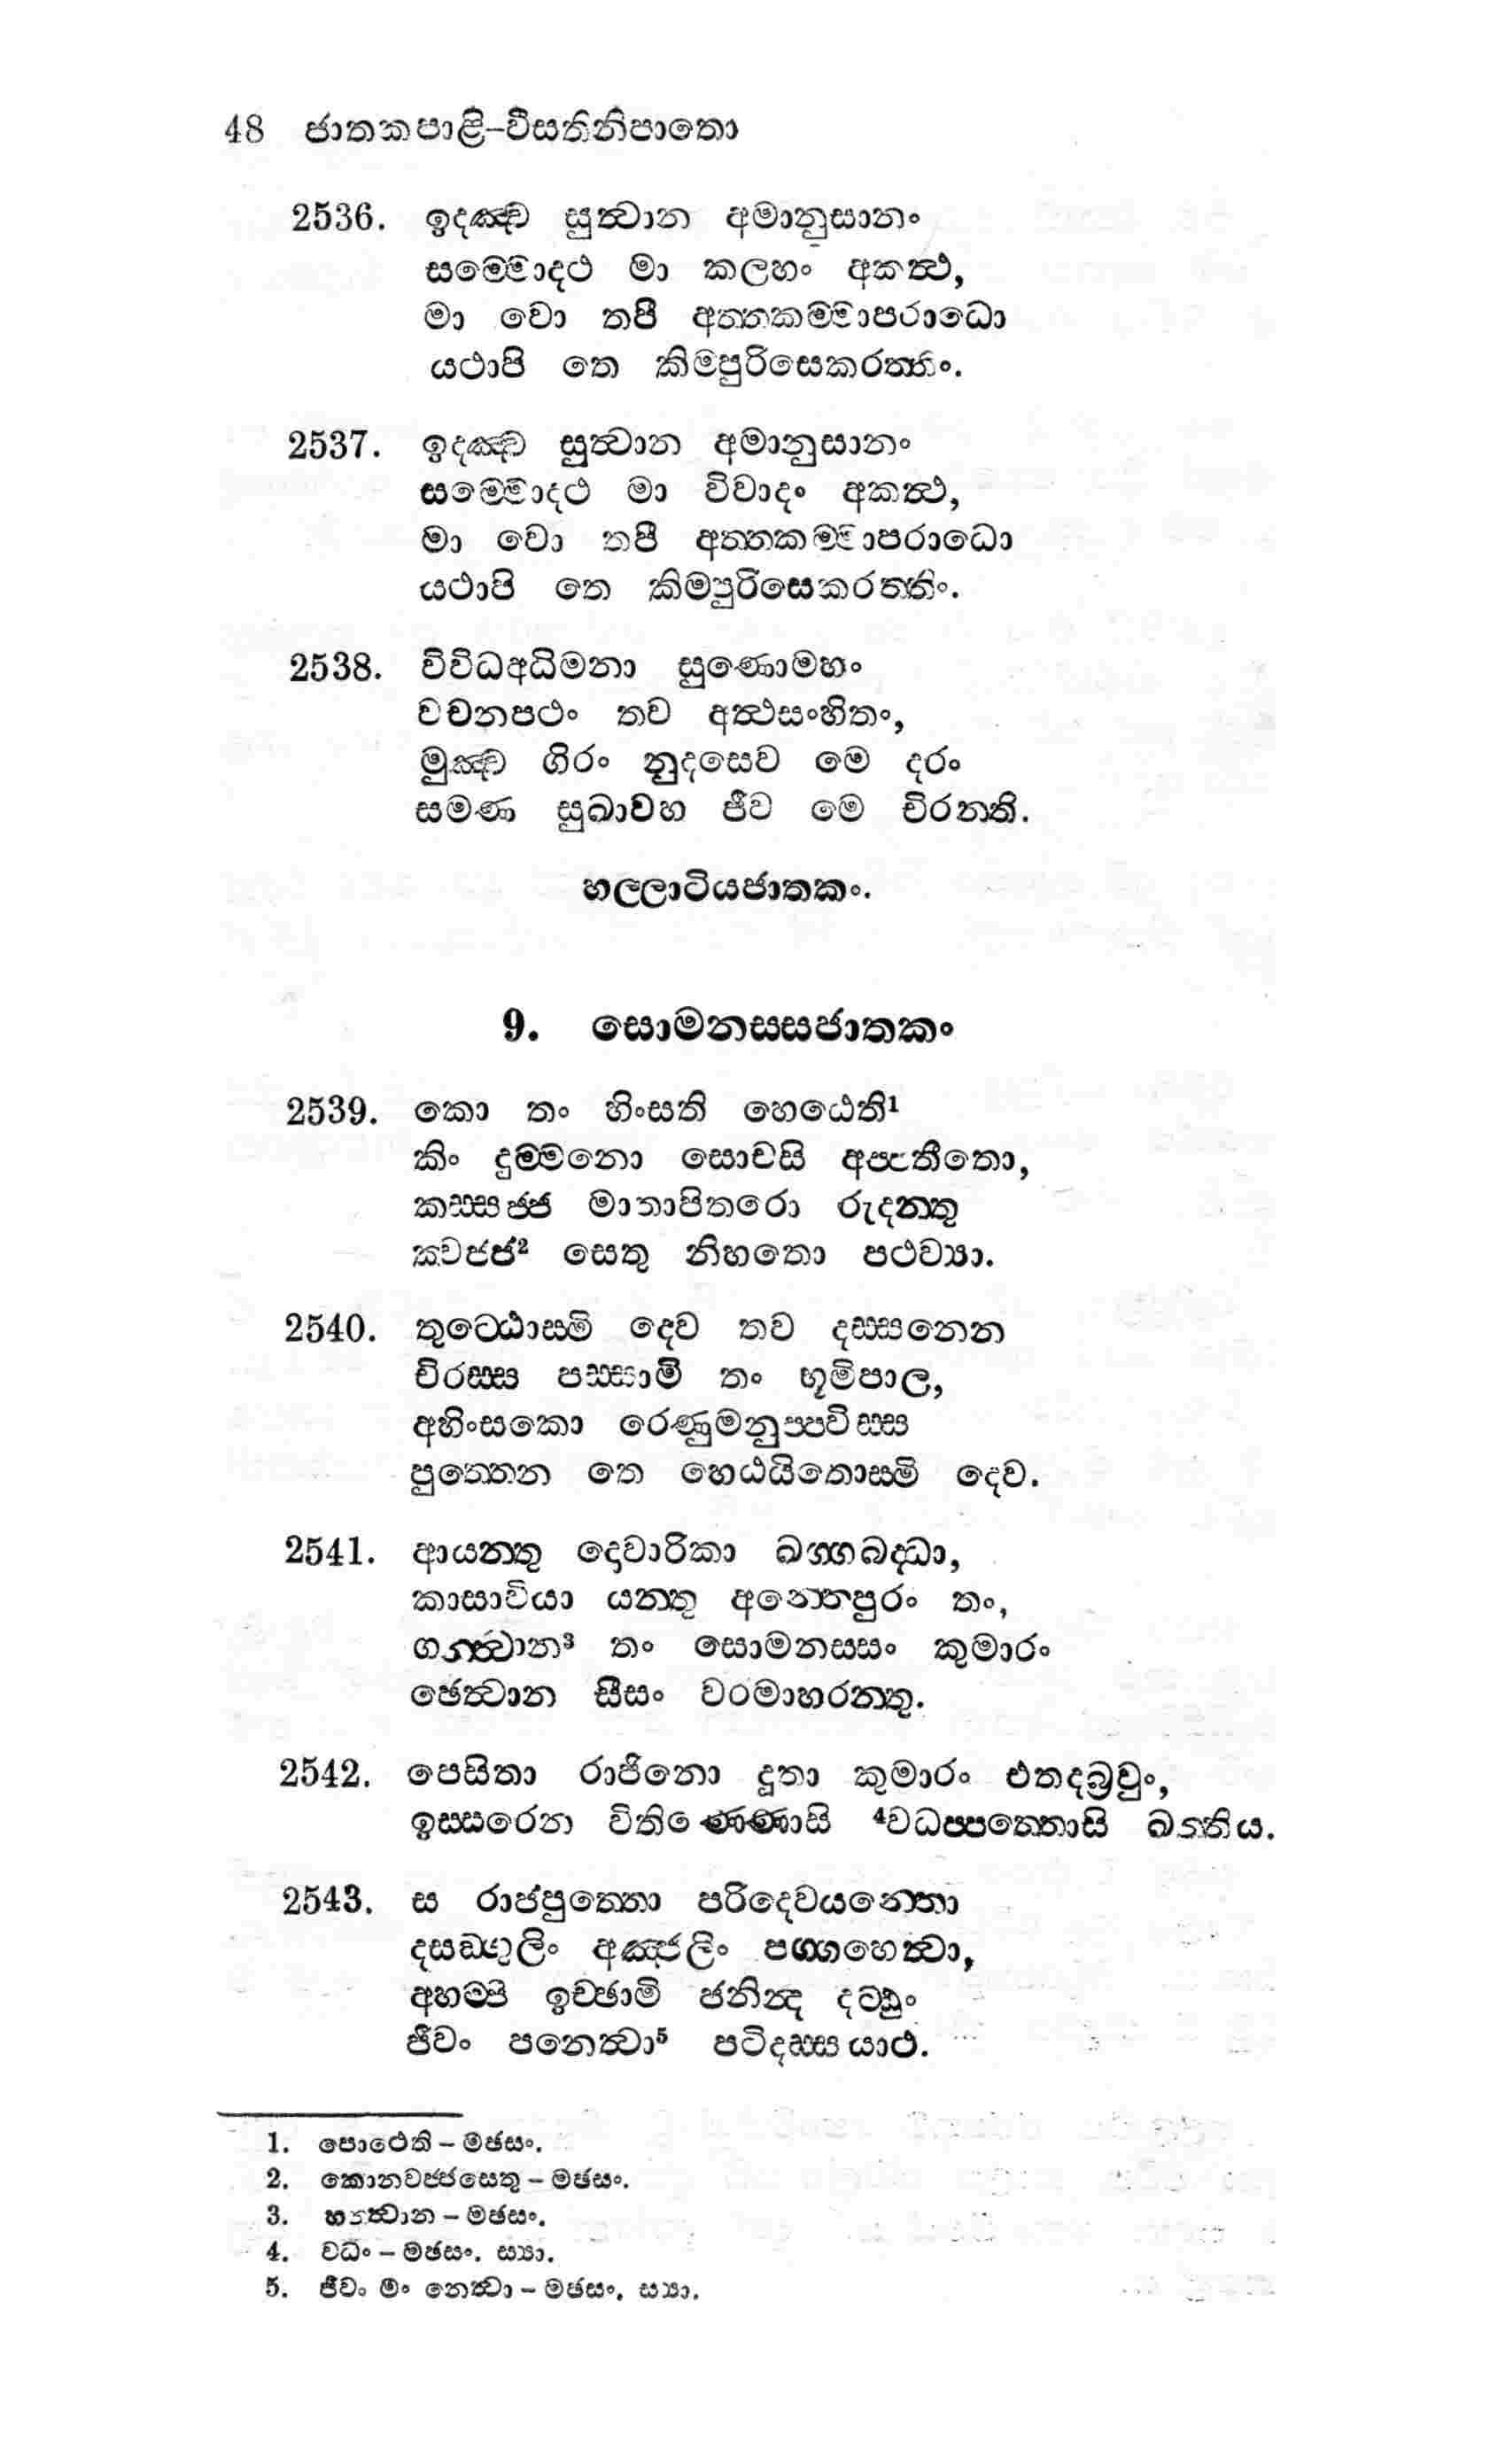 48 ජාතකපාළි-වීසතිනිපාතො
2536. ඉදඤ්ච සුත්වාන අමානුසානං
සම්මොදථ මා කලහං අකත්ථ,
මා වො තපී අත්තකම්මාපරාධො
යථාපි තෙ කිම්පුරිසෙකරත්තිං.
2537. ඉදඤ්ච සුත්වාන අමානුසානං
සම්මොදථ මා විවාදං අකත්ථ,
මා වො තපී අත්තකම්මාපරාධො
යථාපි තෙ කිම්පුරිසෙකරත්තිං.
2538. විවිධඅධිමනා සුණොමහං
වචනපථං තව අත්ථසංහිතං,
මුඤ්ච ගිරං නුදසෙව මෙ දරං
සමණ සුඛාවහ ජීව මෙ චිරන්ති.
හල්ලාටියජාතකං.
9. සොමනස්සජාතකං
2539. කො තං හිංසති හෙඨෙති¹
කිං දුම්මනො සොචසි අප්පතීතො,
කස්සජ්ජ මාතාපිතරො රුදන්තු
ක්වජ්ජ² සෙතු නිහතො පථව්‍යා.
2540. තුට්ඨොස්මි දෙව තව දස්සනෙන
චිරස්ස පස්සාමි තං භූමිපාල,
අහිංසකො රෙණුමනුප්පවිස්ස
පුත්තෙන තෙ හෙඨයිතොස්මි දෙව.
2541. ආයන්තු දොවාරිකා ඛග්ගබද්ධා,
කාසාවියා යන්තු අන්තෙපුරං තං,
ගන්ත්වාන³ තං සොමනස්සං කුමාරං
ඡෙත්වාන සීසං වරමාහරන්තු.
2542. පෙසිතා රාජිනො දූතා කුමාරං එතදබ්‍රවුං,
ඉස්සරෙන විතිණ්ණොසි ⁴වධප්පත්තොසි ඛත්තිය.
2543. ස රාජපුත්තො පරිදෙවයන්තො
දසඞ්ගුලිං අඤ්ජලිං පග්ගහෙත්වා,
අහම්පි ඉච්ඡාමි ජනින්ද දට්ඨුං
ජීවං පනෙත්වා⁵ පටිදස්සයාථ.
1. පොථෙති – මඡසං.
2. කොනවජ්ජසෙතු – මඡසං.
3. හන්ත්වාන – මඡසං.
4. වධං – මඡසං. ස්‍යා.
5. ජීවං මං නෙත්වා – මඡසං. ස්‍යා.